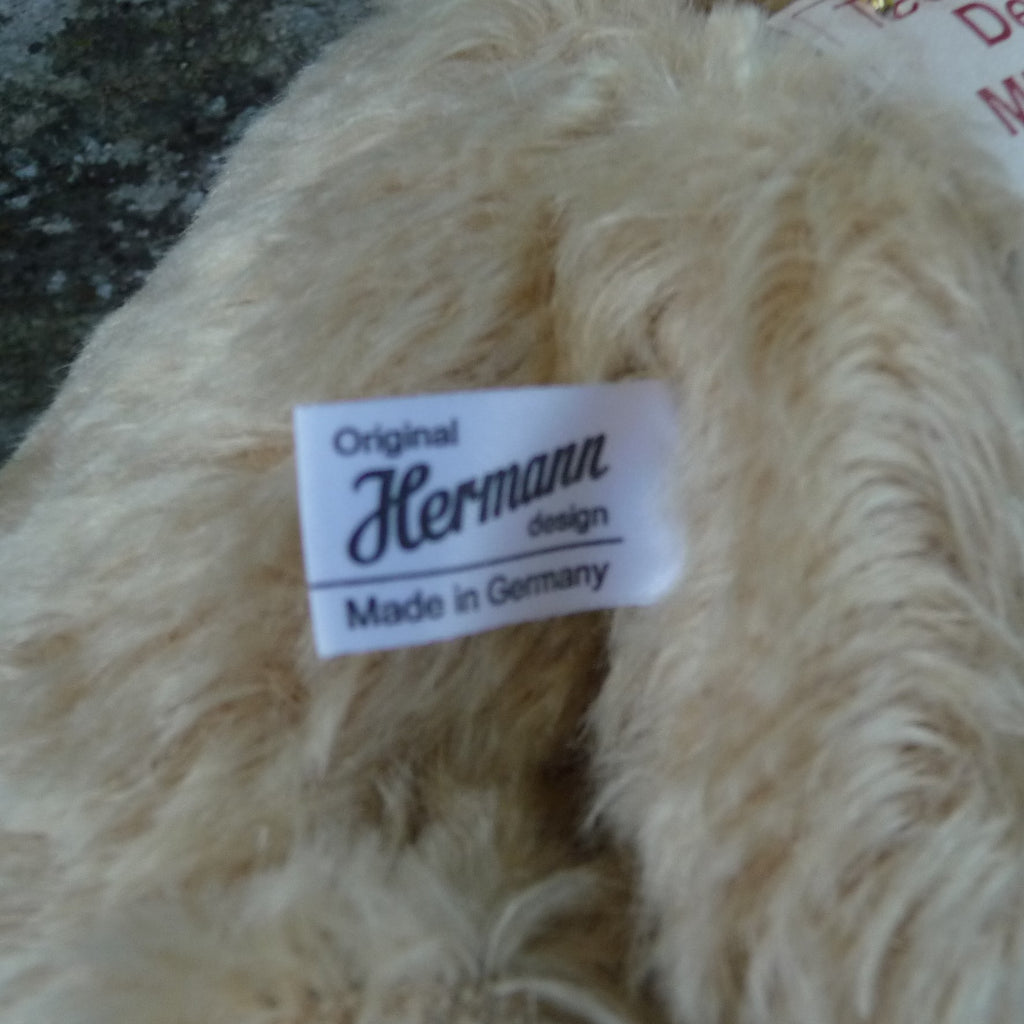 Original
Hermann
design
Made in Germany